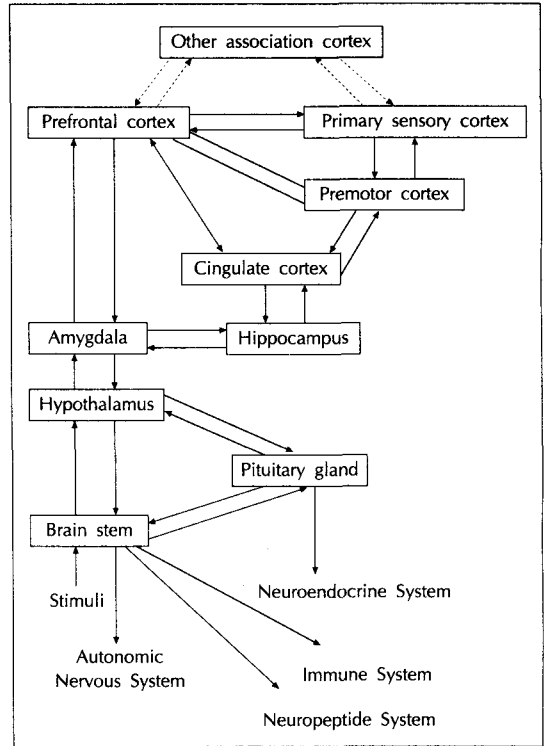 Other association cortex
Prefrontal cortex
Primary sensory cortex
Premotor cortex
Cingulate cortex
Amygdala
Hippocampus
Hypothalamus
Pituitary gland
Brain stem
Stimuli
Neuroendocrine System
Autonomic
Nervous System
Immune System
Neuropeptide System